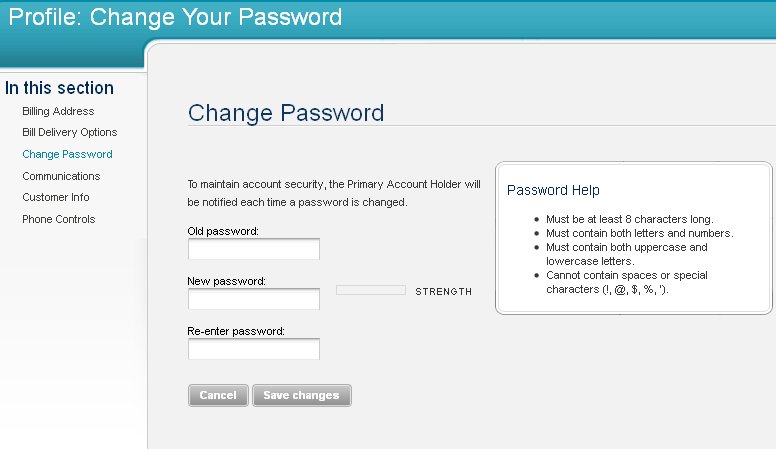 Profile: Change Your Password
In this section
Billing Address
Bill Delivery Options
Change Password
Communications
Customer Info
Phone Controls
Change Password
To maintain account security, the Primary Account Holder will
be notified each time a password is changed.
Old password:
New password:
STRENGTH
Re-enter password:
Cancel
Save changes
Password Help
Must be at least 8 characters long.
Must contain both letters and numbers.
Must contain both uppercase and
lowercase letters.
Cannot contain spaces or special
characters (!, @, $, %, ').